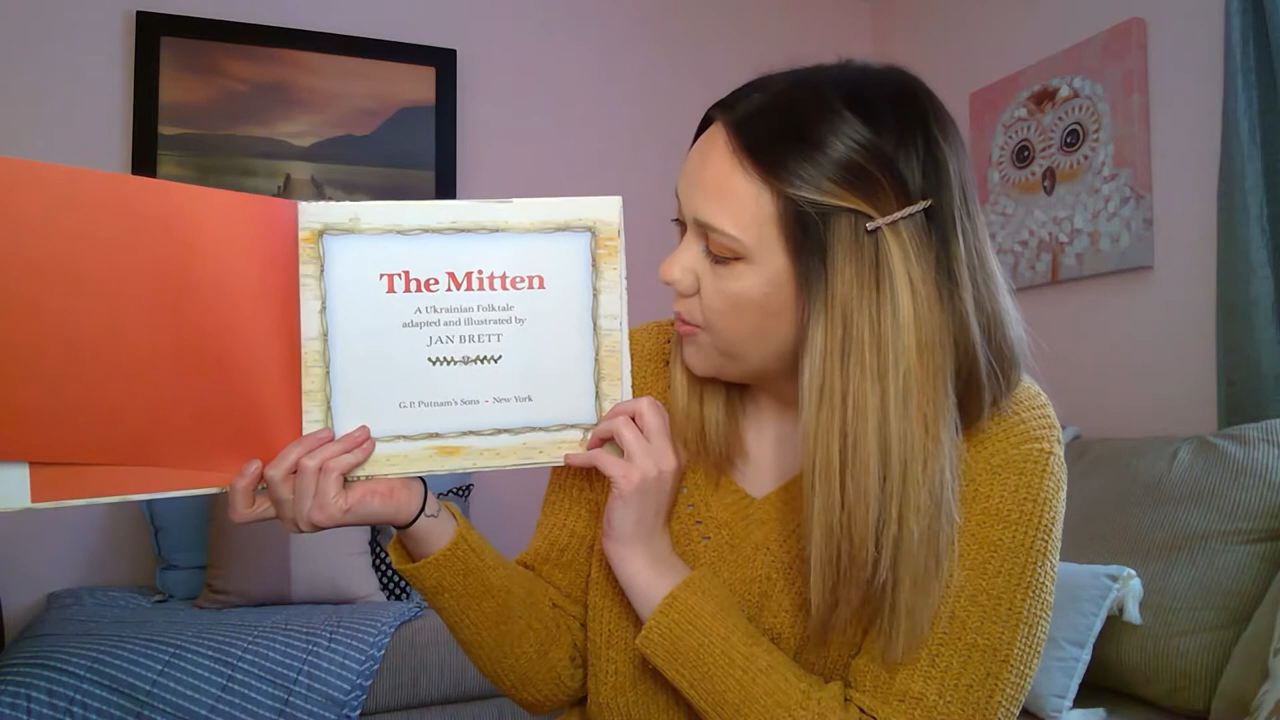 The Mitten
A Ukrainian Folktale
adapted and illustrated by
JAN BRETT
G. P. Putnam's Sons - New York